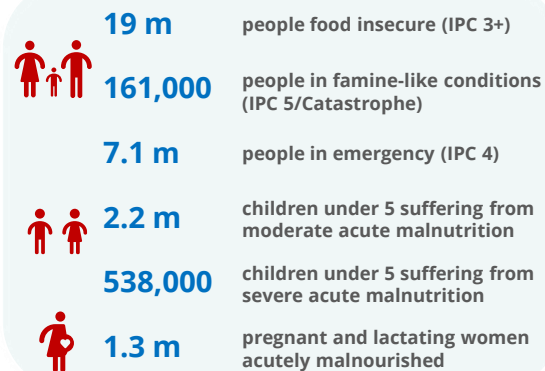 19 m people food insecure (IPC 3+)
161,000 people in famine-like conditions
(IPC 5/Catastrophe)
7.1 m people in emergency (IPC 4)
2.2 m children under 5 suffering from
moderate acute malnutrition
538,000 children under 5 suffering from
severe acute malnutrition
1.3 m pregnant and lactating women
acutely malnourished